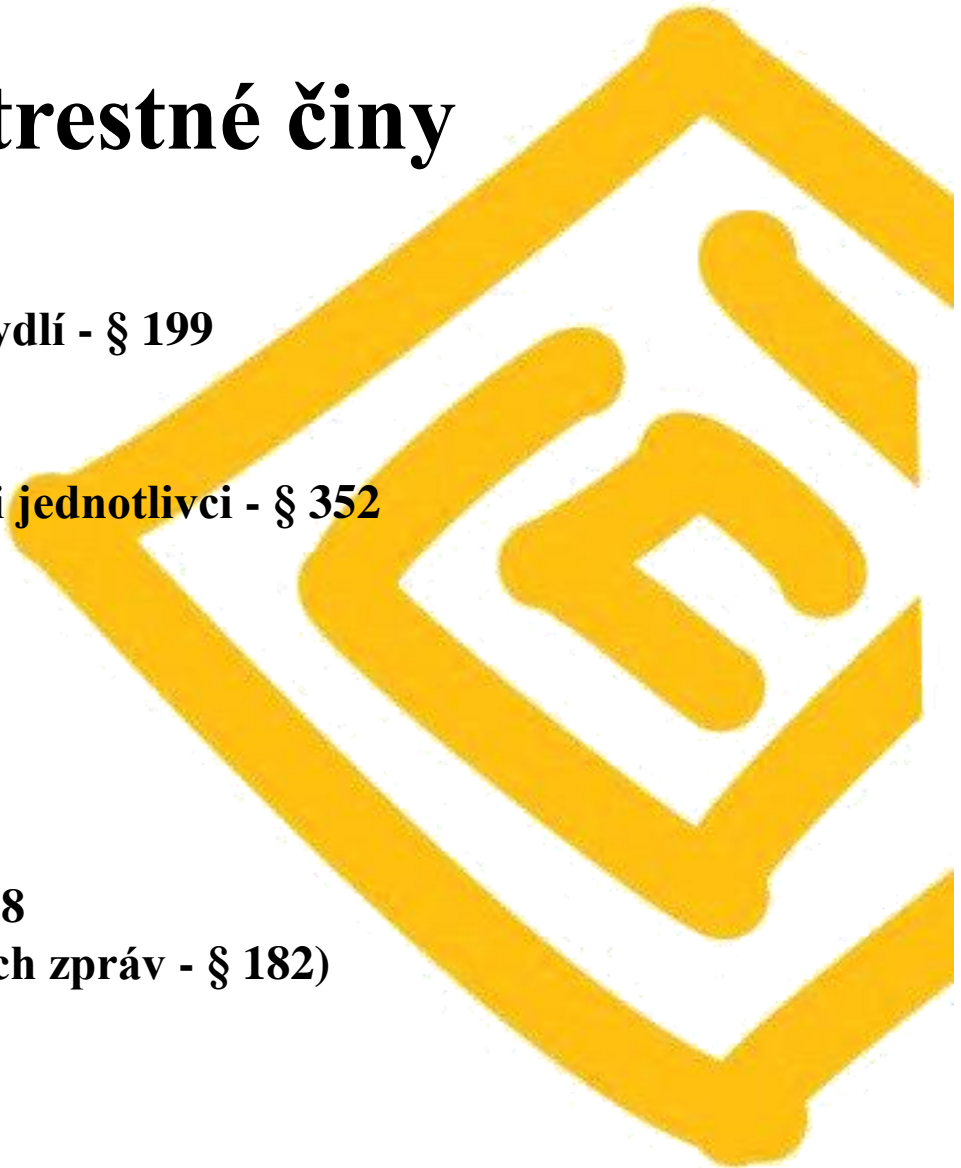 trestné činy
ydlí - § 199
i jednotlivci - § 352
8
ch zpráv - § 182)